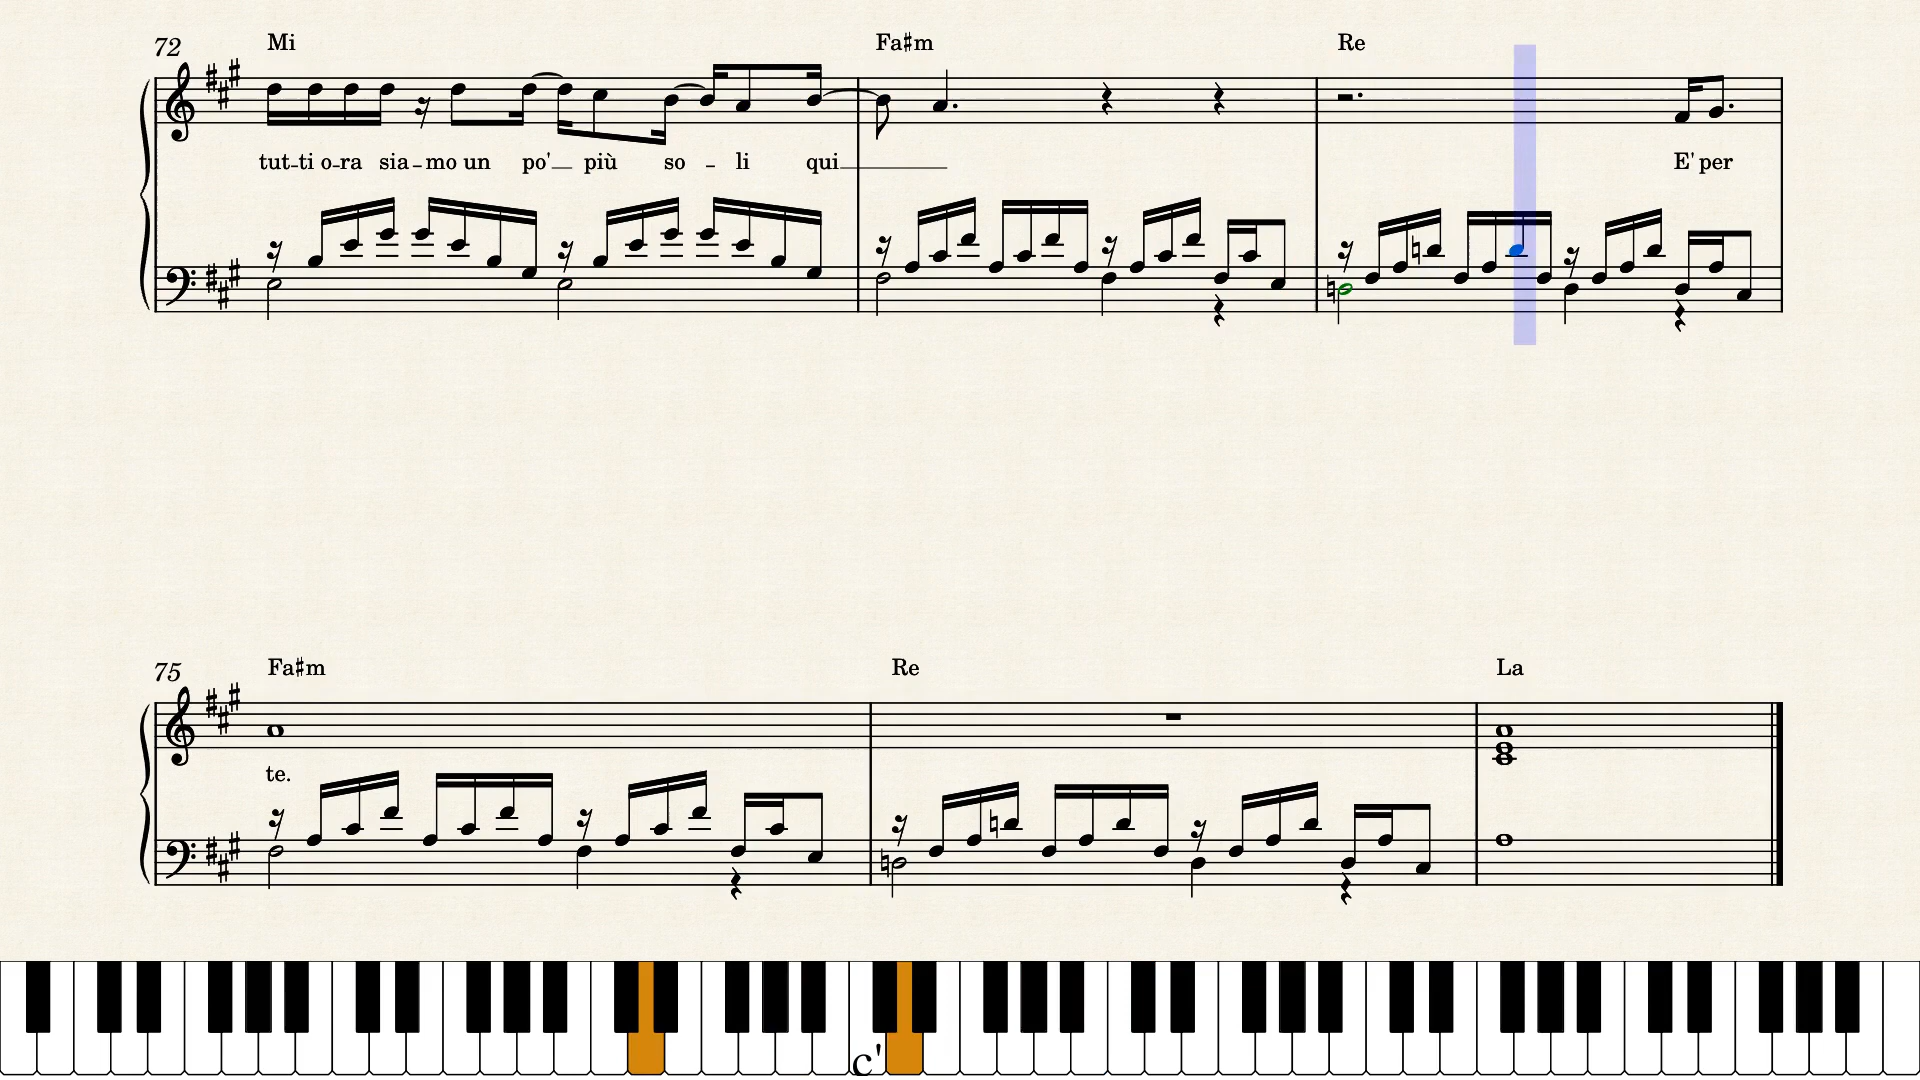 72 Mi Fa♯m Re
tut-ti o-ra sia-mo un po' più so - li qui E' per
75 Fa♯m Re La
te.
c'